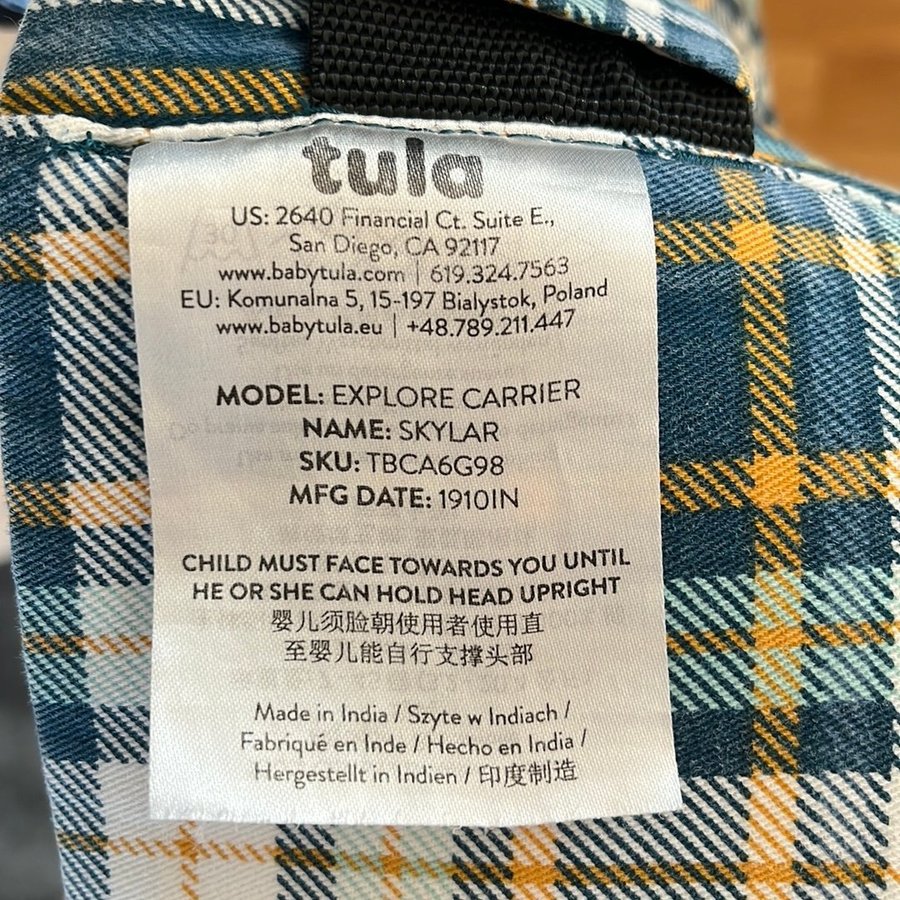 tula
US: 2640 Financial Ct. Suite E.,
San Diego, CA 92117
www.babytula.com | 619.324.7563
EU: Komunalna 5, 15-197 Bialystok, Poland
www.babytula.eu | +48.789.211.447
MODEL: EXPLORE CARRIER
NAME: SKYLAR
SKU: TBCA6G98
MFG DATE: 1910IN
CHILD MUST FACE TOWARDS YOU UNTIL
HE OR SHE CAN HOLD HEAD UPRIGHT
婴儿须脸朝使用者使用直
至婴儿能自行支撑头部
Made in India / Szyte w Indiach /
Fabriqué en Inde / Hecho en India /
Hergestellt in Indien / 印度制造